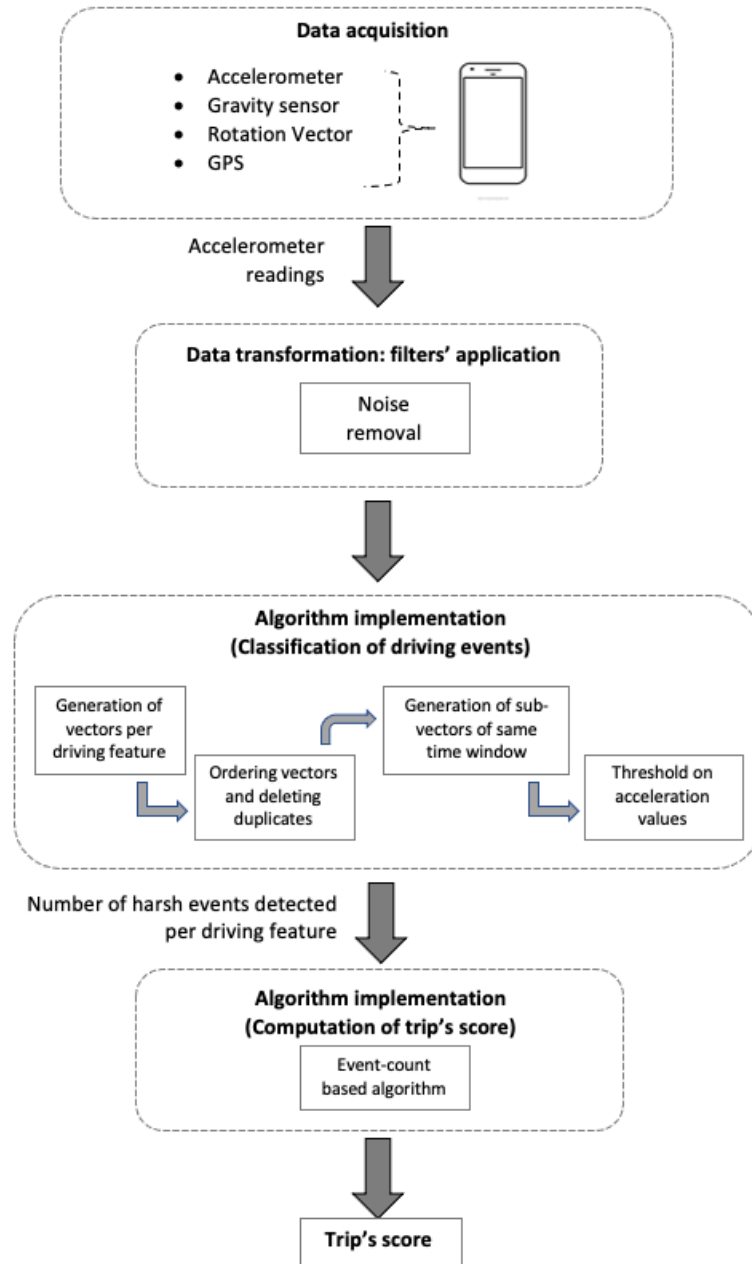 Data acquisition
• Accelerometer
• Gravity sensor
• Rotation Vector
• GPS
Accelerometer
readings
Data transformation: filters’ application
Noise
removal
Algorithm implementation
(Classification of driving events)
Generation of
vectors per
driving feature
Ordering vectors
and deleting
duplicates
Generation of sub-
vectors of same
time window
Threshold on
acceleration
values
Number of harsh events detected
per driving feature
Algorithm implementation
(Computation of trip’s score)
Event-count
based algorithm
Trip’s score